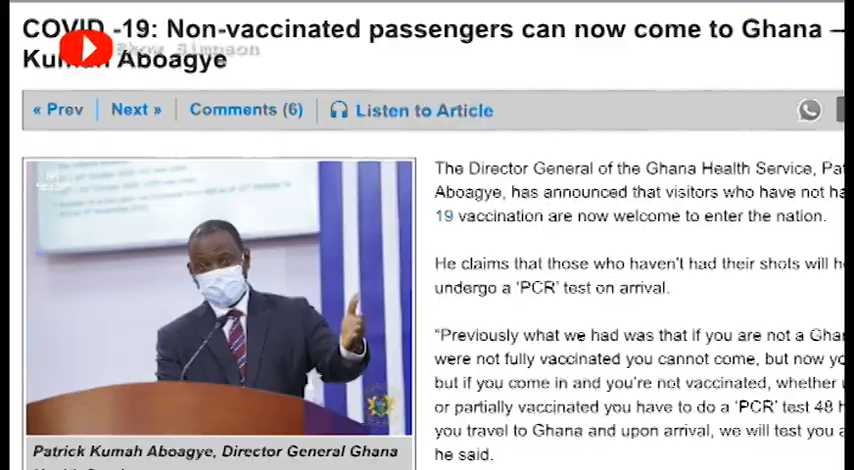 COVID -19: Non-vaccinated passengers can now come to Ghana –
Kumah Aboagye
« Prev
Next »
Comments (6)
Listen to Article
The Director General of the Ghana Health Service, Pat
Aboagye, has announced that visitors who have not ha
19 vaccination are now welcome to enter the nation.
He claims that those who haven't had their shots will h
undergo a 'PCR' test on arrival.
"Previously what we had was that if you are not a Gha
were not fully vaccinated you cannot come, but now yo
but if you come in and you're not vaccinated, whether
or partially vaccinated you have to do a 'PCR' test 48 h
you travel to Ghana and upon arrival, we will test you a
he said.
Patrick Kumah Aboagye, Director General Ghana